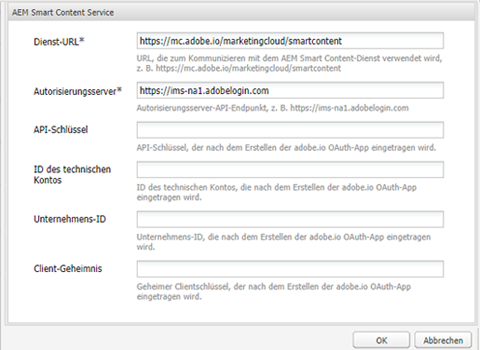 AEM Smart Content Service
Dienst-URL*
https://mc.adobe.io/marketingcloud/smartcontent
URL, die zum Kommunizieren mit dem AEM Smart Content-Dienst verwendet wird,
z. B. https://mc.adobe.io/marketingcloud/smartcontent
Autorisierungsserver*
https://ims-na1.adobelogin.com
Autorisierungsserver-API-Endpunkt, z. B. https://ims-na1.adobelogin.com
API-Schlüssel
API-Schlüssel, der nach dem Erstellen der adobe.io OAuth-App eingetragen wird.
ID des technischen
Kontos
ID des technischen Kontos, die nach dem Erstellen der adobe.io OAuth-App
eingetragen wird.
Unternehmens-ID
Unternehmens-ID, die nach dem Erstellen der adobe.io OAuth-App eingetragen
wird.
Client-Geheimnis
Geheimer Clientschlüssel, der nach dem Erstellen der adobe.io OAuth-App
eingetragen wird.
OK
Abbrechen